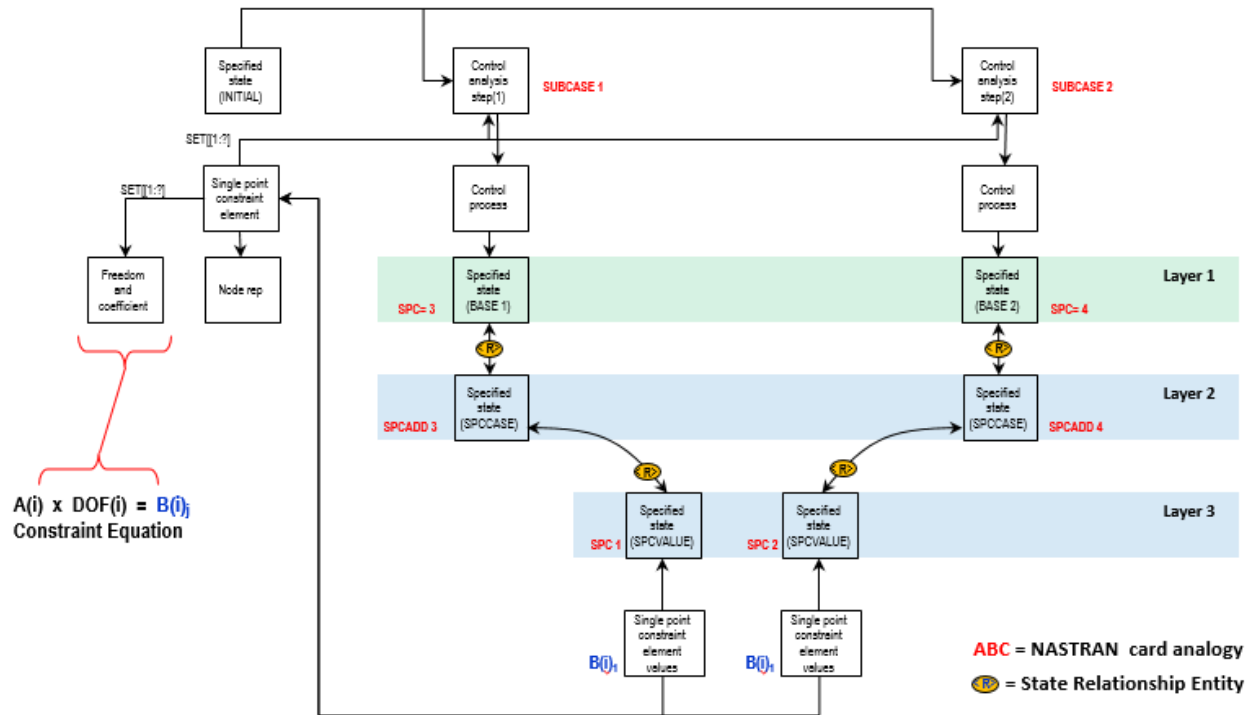 Specified
state
(INITIAL)
Control
analysis
step(1)
SUBCASE 1
Control
analysis
step(2)
SUBCASE 2
SET[[1:?]
SET[[1:?]
Single point
constraint
element
Control
process
Control
process
Freedom
and
coefficient
Node rep
Specified
state
(BASE 1)
SPC= 3
Specified
state
(BASE 2)
SPC= 4
Layer 1
<R>
<R>
Specified
state
(SPCCASE)
SPCADD 3
Specified
state
(SPCCASE)
SPCADD 4
Layer 2
<R>
<R>
A(i) x DOF(i) = B(i)j
Constraint Equation
Specified
state
(SPCVALUE)
SPC 1
Specified
state
(SPCVALUE)
SPC 2
Layer 3
Single point
constraint
element
values
B(i)1
Single point
constraint
element
values
B(i)1
ABC = NASTRAN card analogy
<R> = State Relationship Entity